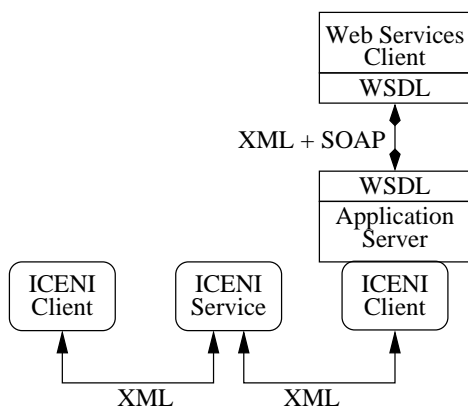 Web Services
Client
WSDL
XML + SOAP
WSDL
Application
Server
ICENI
Client
ICENI
Service
ICENI
Client
XML
XML